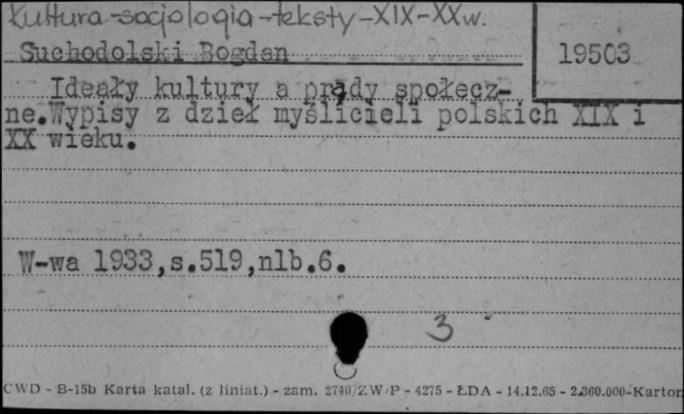 Kultura-socjologia-teksty-XIX-XXw.
Suchodolski Bogdan
19503
Ideały kultury a prądy społecz-
ne.Wypisy z dzieł myślicieli polskich XIX i
XX wieku.
W-wa 1933,s.519,nlb.6.
3
CWD - B-15b Karta katal. (z liniat.) - zam. 2740/ZW/P - 4275 - ŁDA - 14.12.65 - 2.360.000-Karton